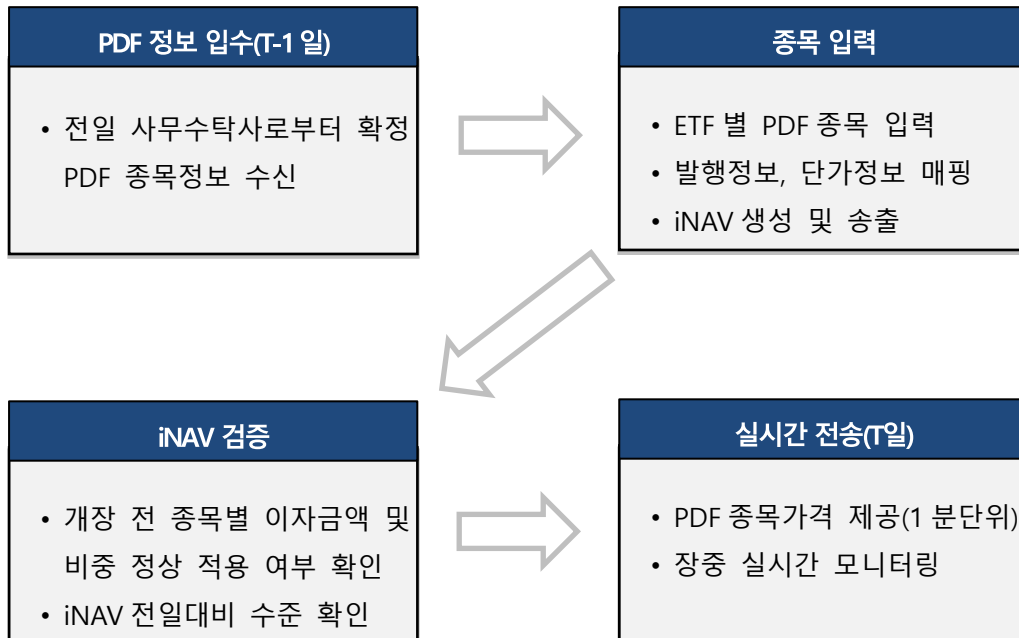 PDF 정보 입수(T-1 일)
• 전일 사무수탁사로부터 확정
PDF 종목정보 수신
종목 입력
• ETF 별 PDF 종목 입력
• 발행정보, 단가정보 매핑
• iNAV 생성 및 송출
iNAV 검증
• 개장 전 종목별 이자금액 및
비중 정상 적용 여부 확인
• iNAV 전일대비 수준 확인
실시간 전송(T일)
• PDF 종목가격 제공(1 분단위)
• 장중 실시간 모니터링